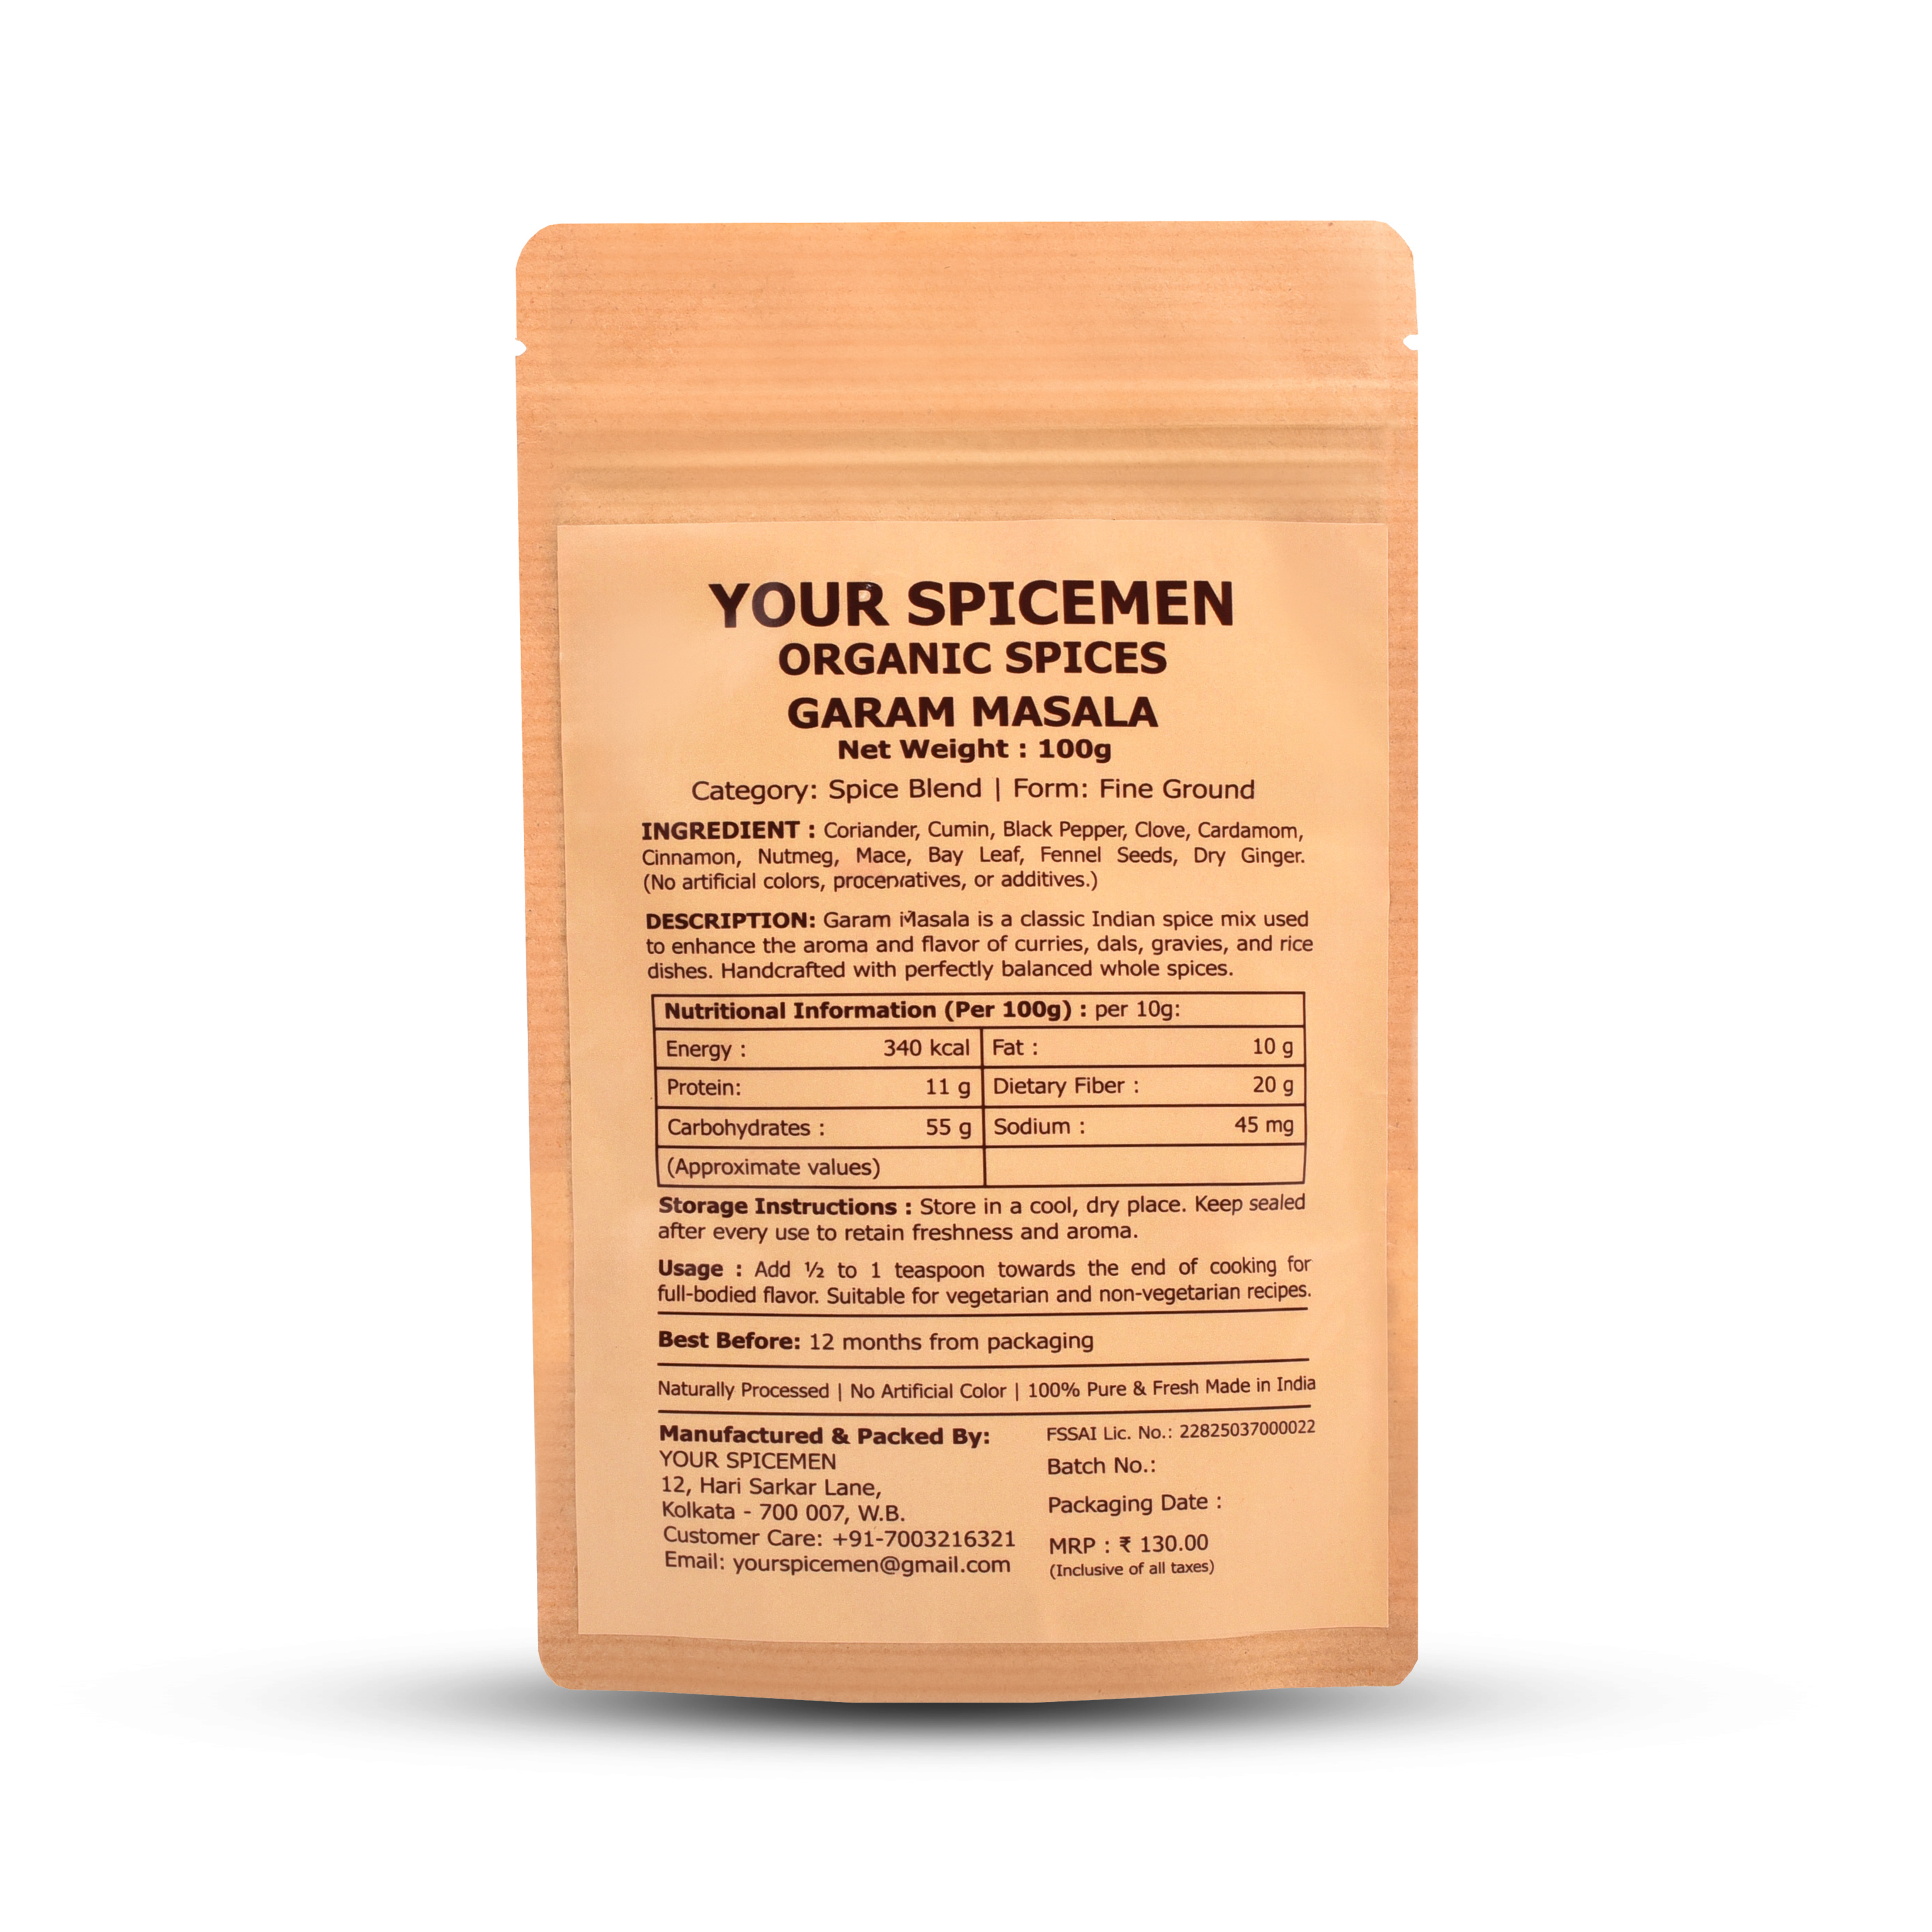 YOUR SPICEMEN
ORGANIC SPICES
GARAM MASALA
Net Weight : 100g
Category: Spice Blend | Form: Fine Ground
INGREDIENT : Coriander, Cumin, Black Pepper, Clove, Cardamom,
Cinnamon, Nutmeg, Mace, Bay Leaf, Fennel Seeds, Dry Ginger.
(No artificial colors, or additives.)
DESCRIPTION: Garam Masala is a classic Indian spice mix used
to enhance the aroma and flavor of curries, dals, gravies, and rice
dishes. Handcrafted with perfectly balanced whole spices.
Nutritional Information (Per 100g) : per 10g:
Energy : 340 kcal Fat : 10 g
Protein: 11 g Dietary Fiber : 20 g
Carbohydrates : 55 g Sodium : 45 mg
(Approximate values)
Storage Instructions : Store in a cool, dry place. Keep sealed
after every use to retain freshness and aroma.
Usage : Add ½ to 1 teaspoon towards the end of cooking for
full-bodied flavor. Suitable for vegetarian and non-vegetarian recipes.
Best Before: 12 months from packaging
Naturally Processed | No Artificial Color | 100% Pure & Fresh Made in India
Manufactured & Packed By:
YOUR SPICEMEN
12, Hari Sarkar Lane,
Kolkata - 700 007, W.B.
Customer Care: +91-7003216321
Email: yourspicemen@gmail.com
FSSAI Lic. No.: 22825037000022
Batch No.:
Packaging Date :
MRP : ₹ 130.00
(Inclusive of all taxes)